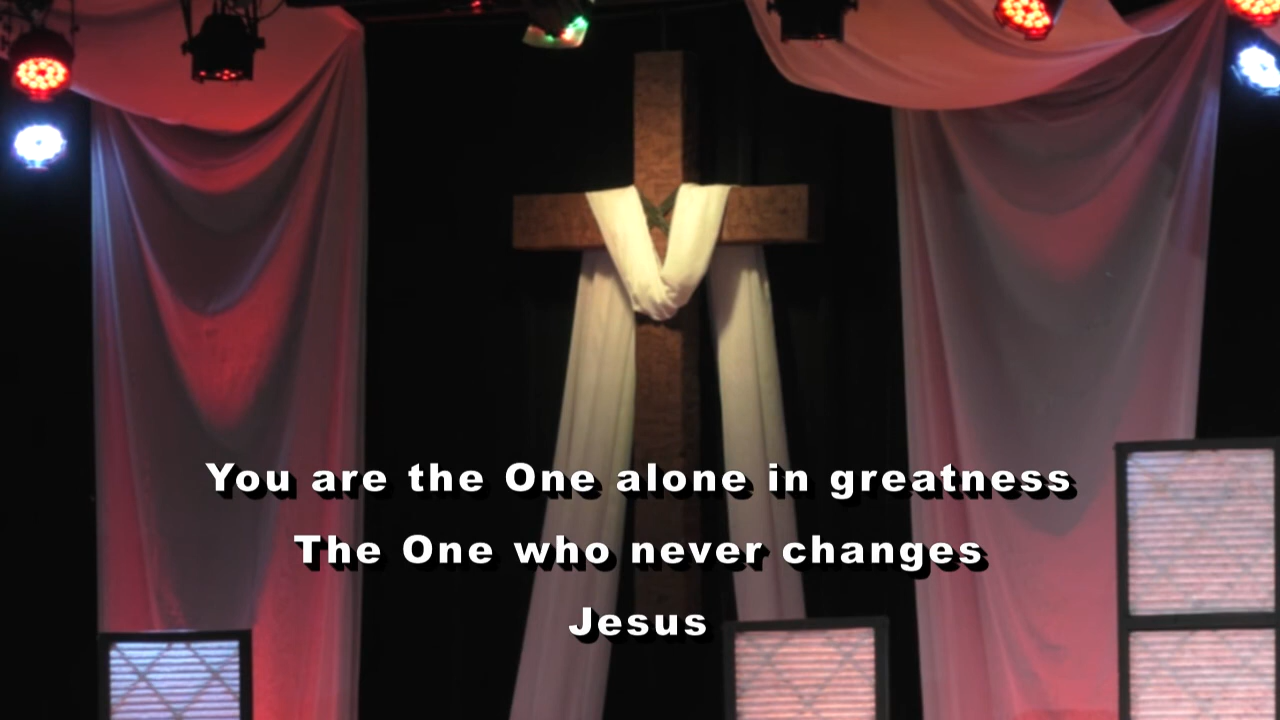 You are the One alone in greatness
The One who never changes
Jesus